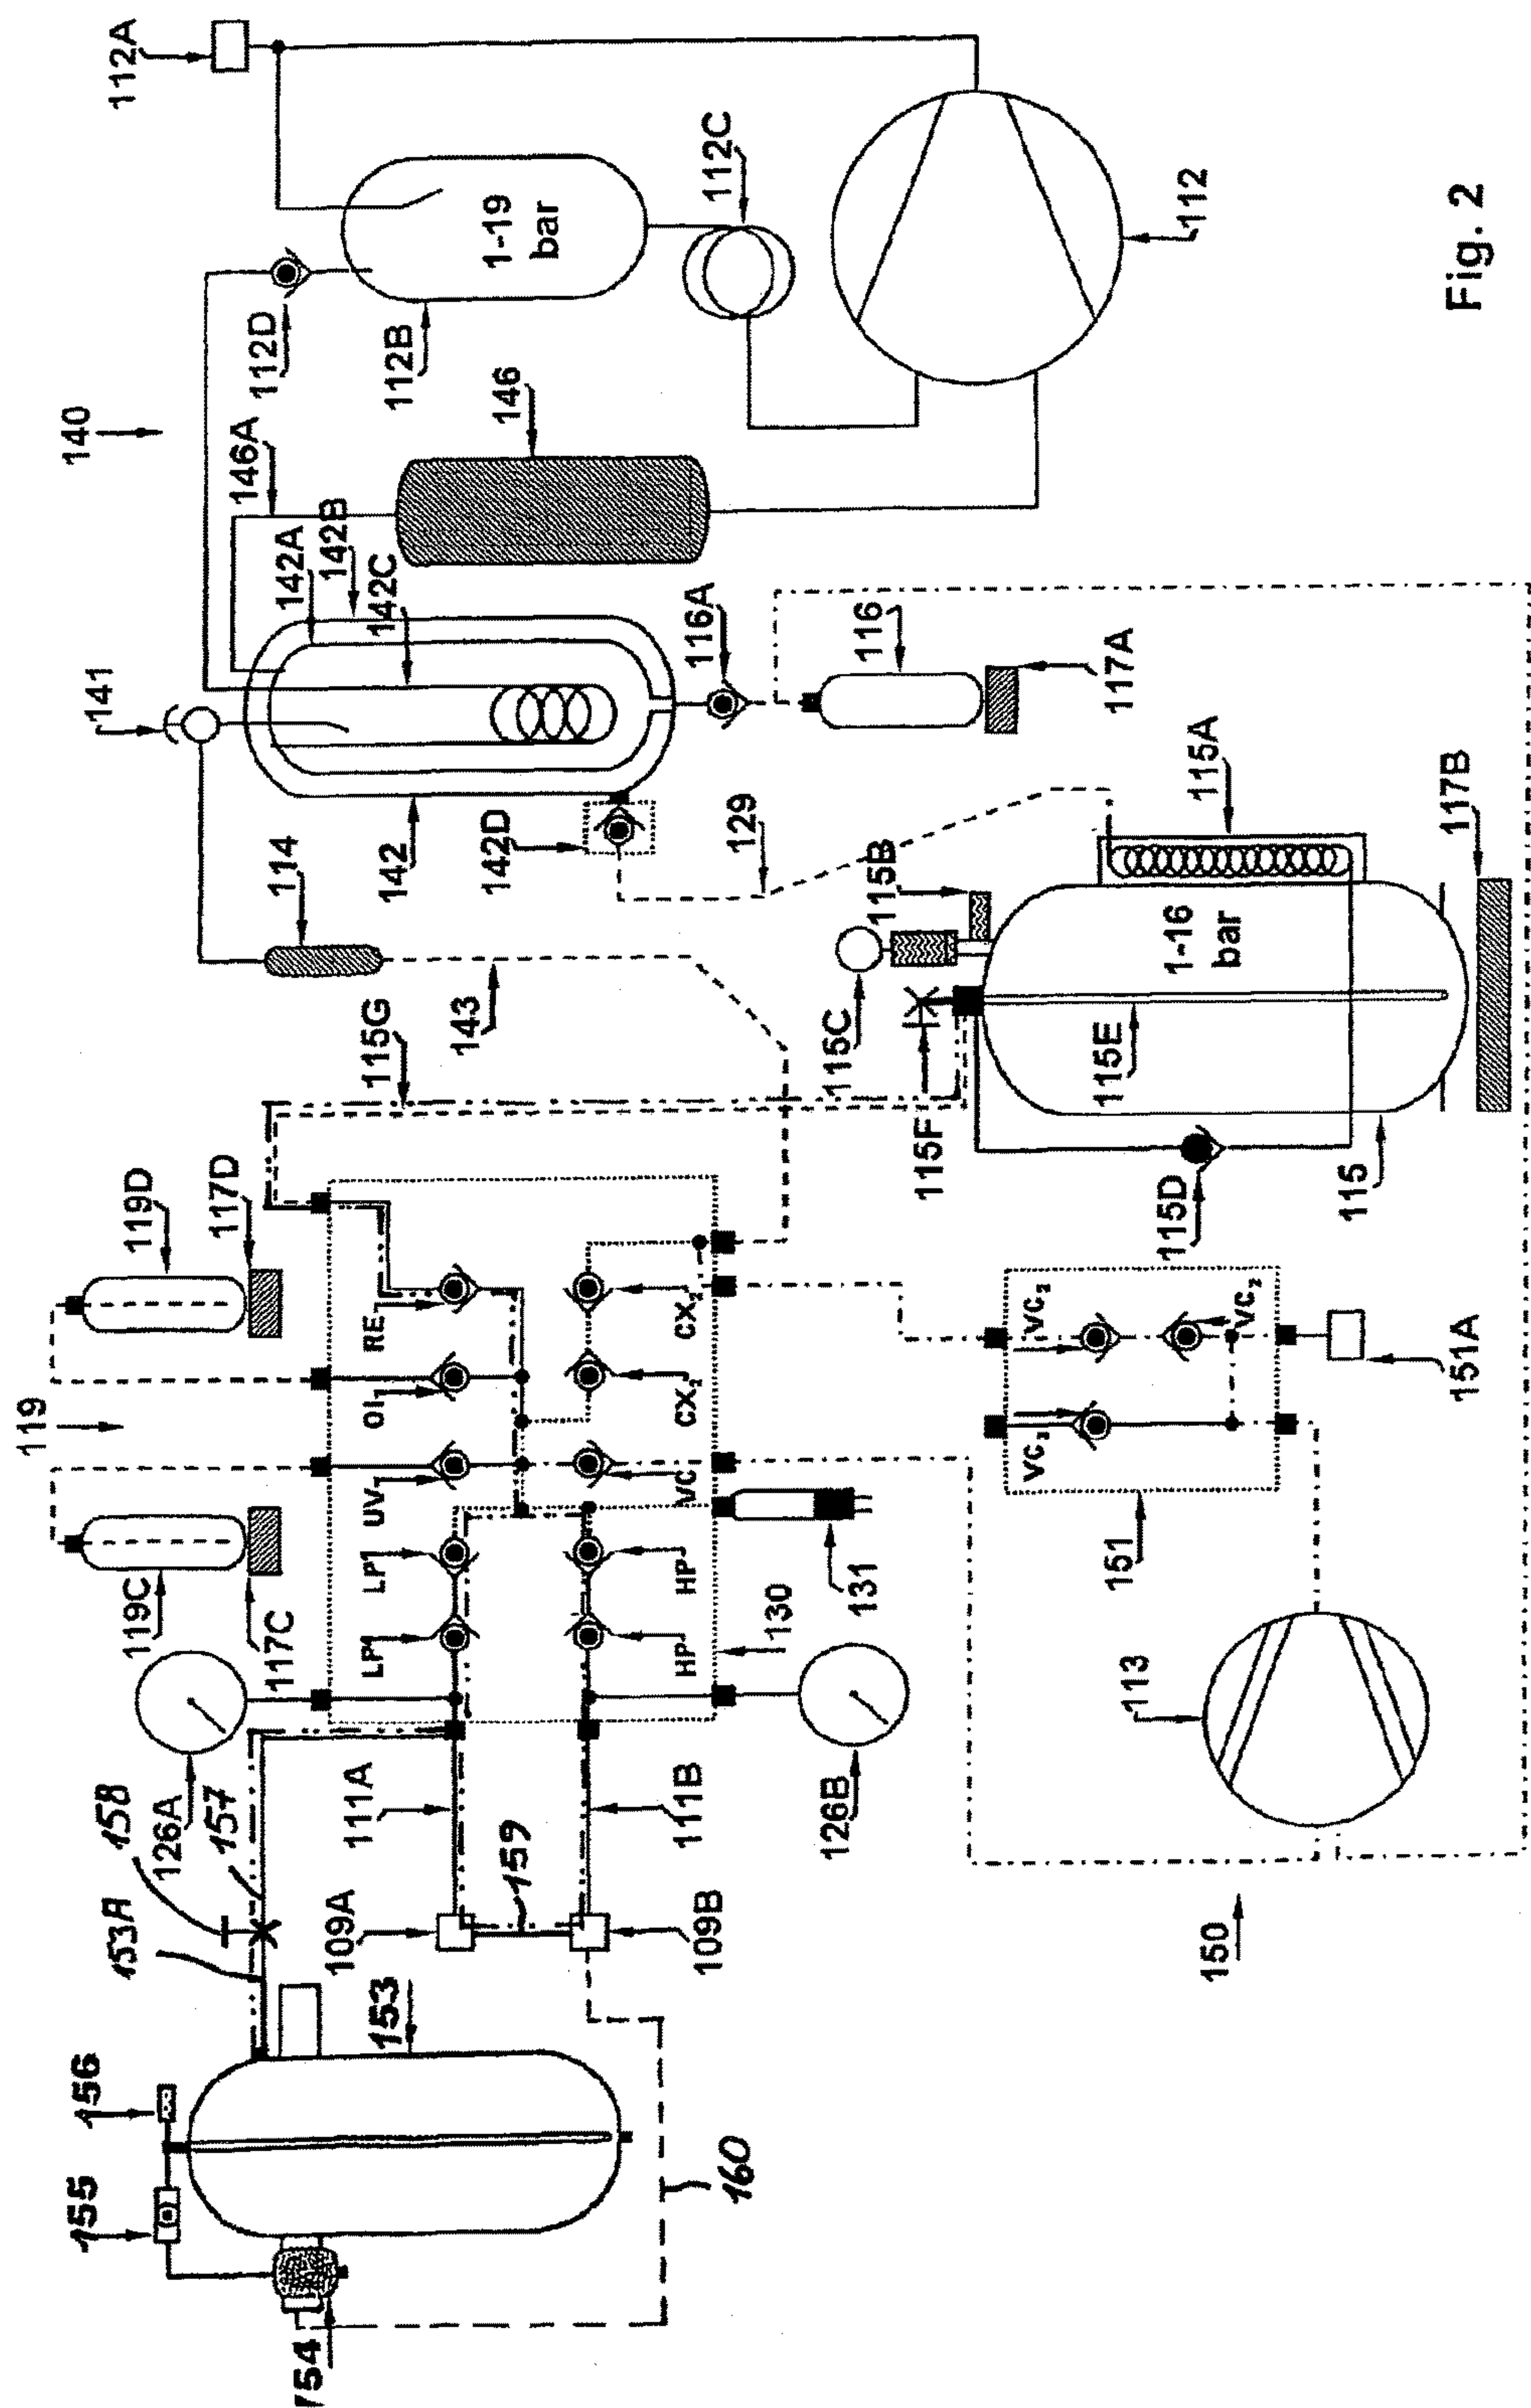 112A
140
112D
112B
1-19
bar
112C
112
146A
146
142A
142B
142C
141
142
142D
114
116A
116
117A
129
143
115G
115A
115B
115C
115F
115E
1-16
bar
115D
115
117B
119
119D
117D
119C
117C
RE
OI
UV
LP
LP
CX₂
CX₂
VC
HP
HP
130
131
126A
126B
VC₂
VC₂
VC₃
151
151A
113
150
158
157
153A
111A
111B
159
109A
109B
153
156
155
154
160
Fig. 2